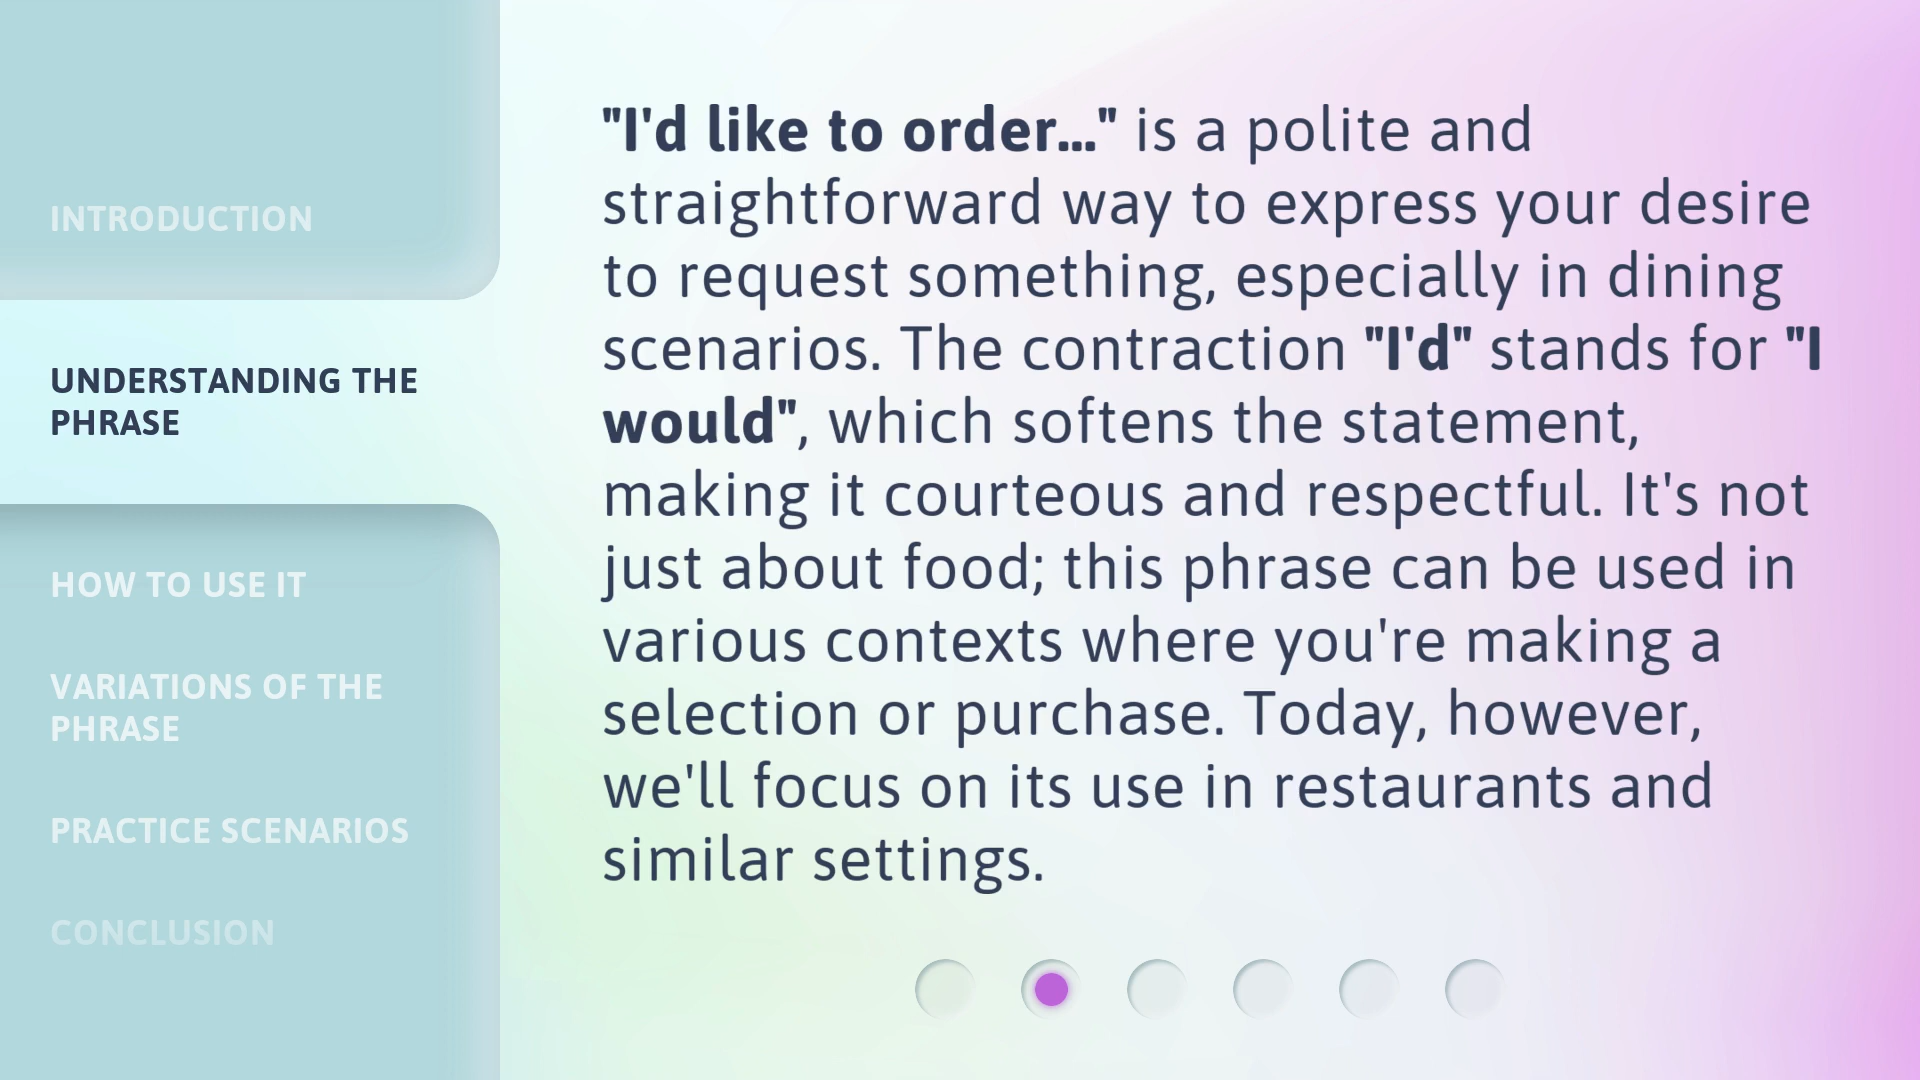 INTRODUCTION
UNDERSTANDING THE
PHRASE
HOW TO USE IT
VARIATIONS OF THE
PHRASE
PRACTICE SCENARIOS
CONCLUSION
"I'd like to order..." is a polite and
straightforward way to express your desire
to request something, especially in dining
scenarios. The contraction "I'd" stands for "I
would", which softens the statement,
making it courteous and respectful. It's not
just about food; this phrase can be used in
various contexts where you're making a
selection or purchase. Today, however,
we'll focus on its use in restaurants and
similar settings.